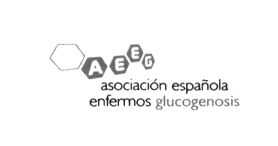 AEEG
asociación española
enfermos glucogenosis